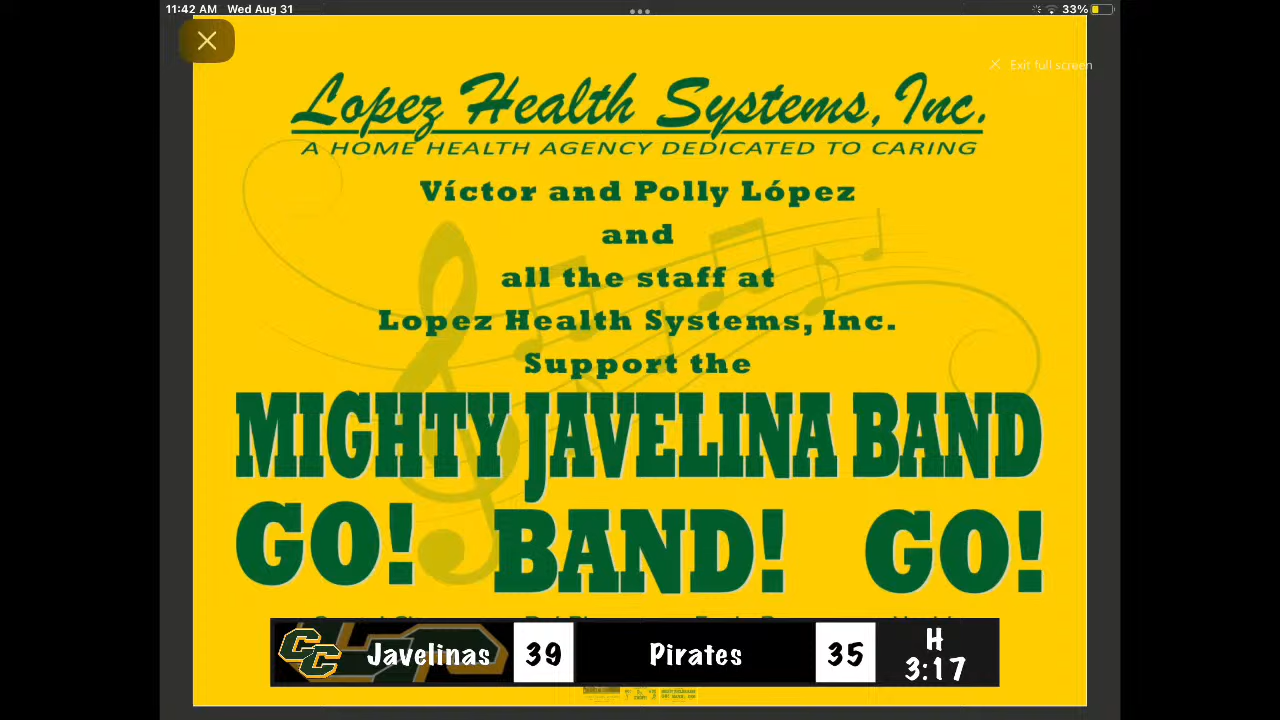 11:42 AM Wed Aug 31
33%
Exit full screen
Lopez Health Systems, Inc.
A HOME HEALTH AGENCY DEDICATED TO CARING
Víctor and Polly López
and
all the staff at
Lopez Health Systems, Inc.
Support the
MIGHTY JAVELINA BAND
GO! BAND! GO!
CC Javelinas 39 Pirates 35 H
3:17